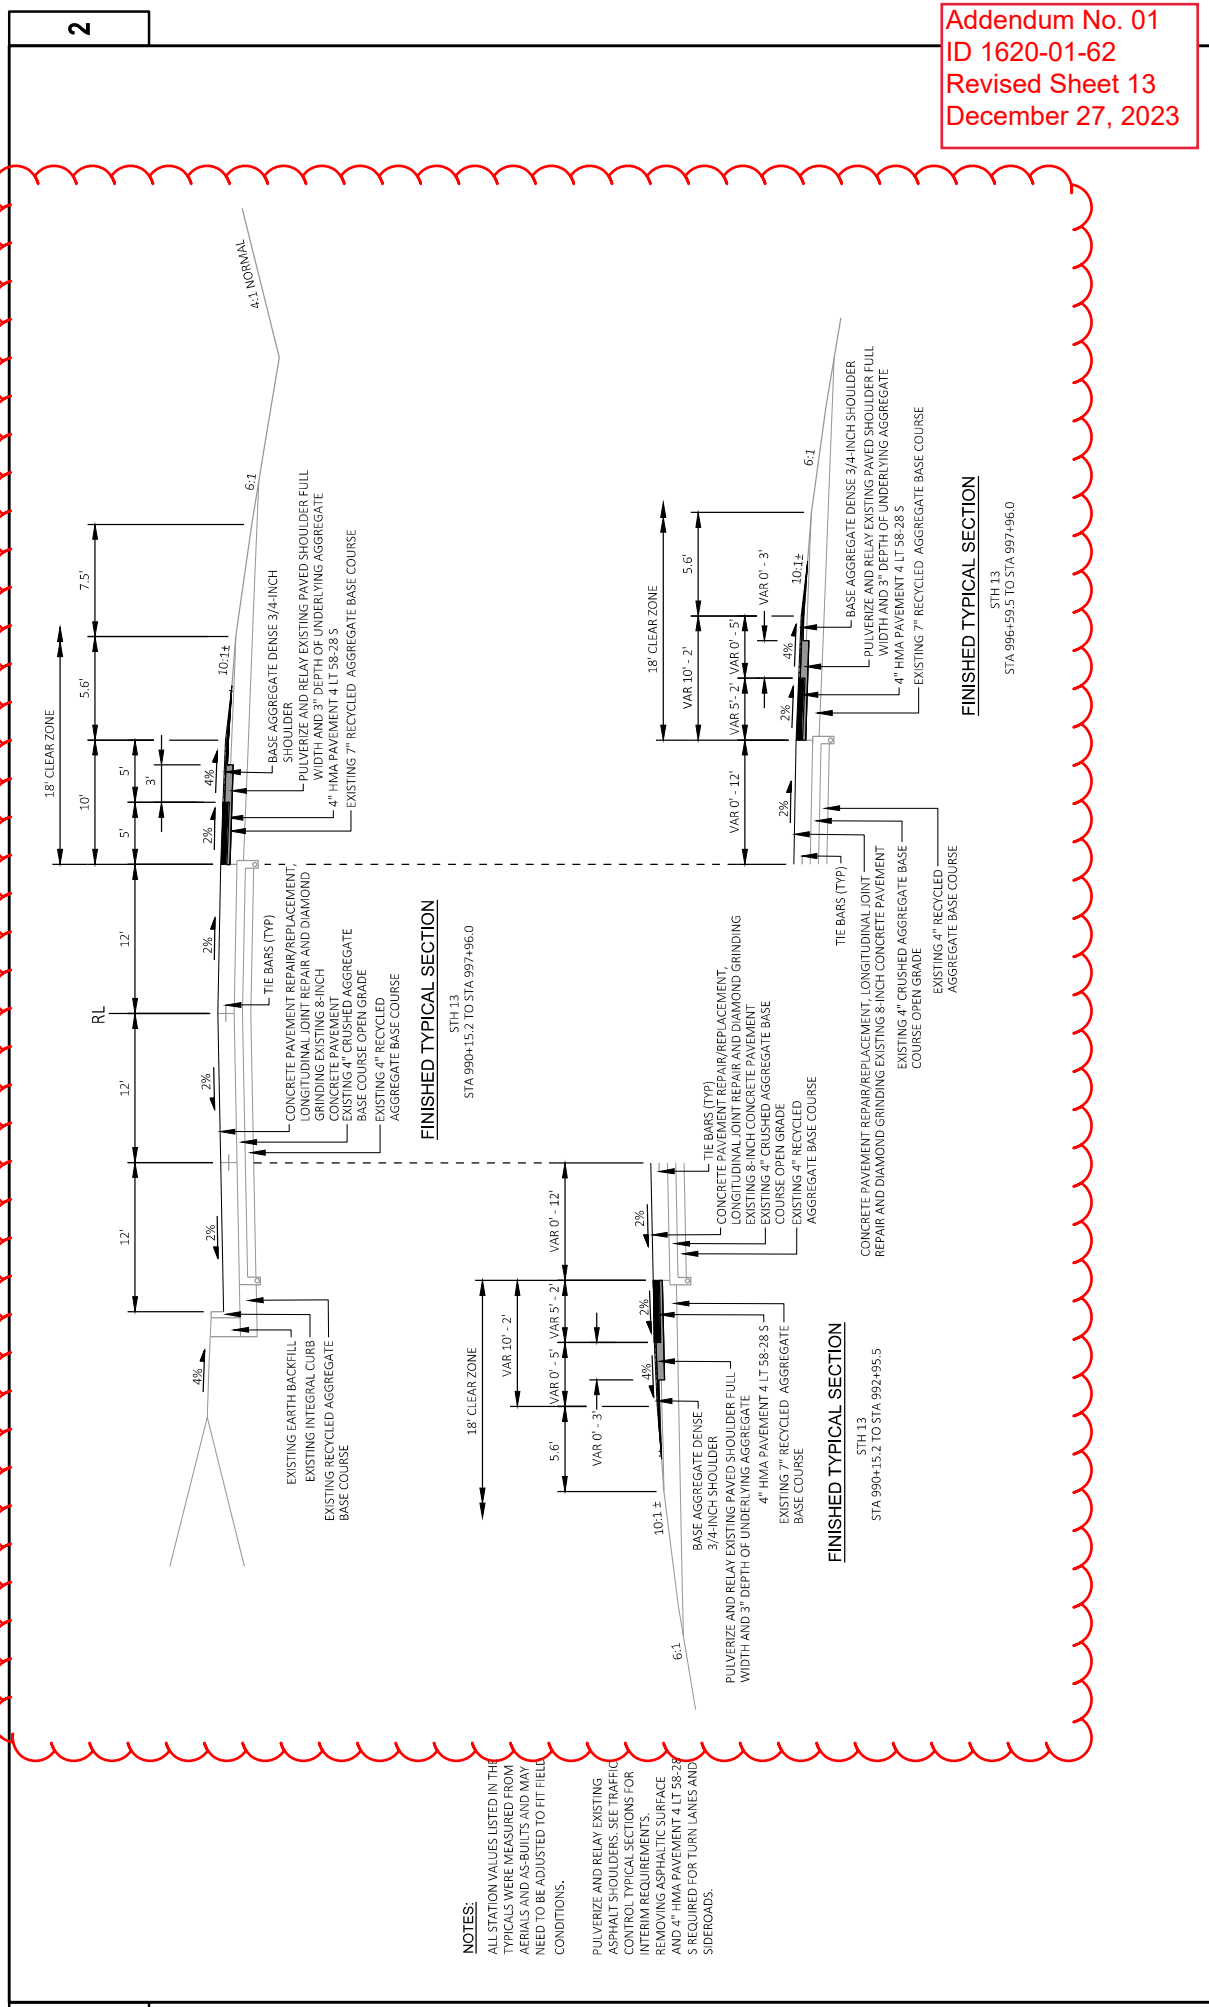 2
Addendum No. 01
ID 1620-01-62
Revised Sheet 13
December 27, 2023
NOTES:
ALL STATION VALUES LISTED IN THE
TYPICALS WERE MEASURED FROM
AERIALS AND AS-BUILTS AND MAY
NEED TO BE ADJUSTED TO FIT FIELD
CONDITIONS.
PULVERIZE AND RELAY EXISTING
ASPHALT SHOULDERS. SEE TRAFFIC
CONTROL TYPICAL SECTIONS FOR
INTERIM REQUIREMENTS.
REMOVING ASPHALTIC SURFACE
AND 4" HMA PAVEMENT 4 LT 58-28
S REQUIRED FOR TURN LANES AND
SIDEROADS.
18' CLEAR ZONE
10'
5.6'
7.5'
5'
5'
3'
RL
12'
12'
12'
4%
2%
2%
2%
2%
4%
10:1±
6:1
4:1 NORMAL
EXISTING EARTH BACKFILL
EXISTING INTEGRAL CURB
EXISTING RECYCLED AGGREGATE
BASE COURSE
TIE BARS (TYP)
CONCRETE PAVEMENT REPAIR/REPLACEMENT,
LONGITUDINAL JOINT REPAIR AND DIAMOND
GRINDING EXISTING 8-INCH
CONCRETE PAVEMENT
EXISTING 4" CRUSHED AGGREGATE
BASE COURSE OPEN GRADE
EXISTING 4" RECYCLED
AGGREGATE BASE COURSE
BASE AGGREGATE DENSE 3/4-INCH
SHOULDER
PULVERIZE AND RELAY EXISTING PAVED SHOULDER FULL
WIDTH AND 3" DEPTH OF UNDERLYING AGGREGATE
4" HMA PAVEMENT 4 LT 58-28 S
EXISTING 7" RECYCLED AGGREGATE BASE COURSE
FINISHED TYPICAL SECTION
STH 13
STA 990+15.2 TO STA 997+96.0
18' CLEAR ZONE
VAR 10' - 2'
5.6'
VAR 0' - 5'
VAR 5' - 2'
VAR 0' - 12'
VAR 0' - 3'
6:1
10:1 ±
4%
2%
2%
TIE BARS (TYP)
CONCRETE PAVEMENT REPAIR/REPLACEMENT,
LONGITUDINAL JOINT REPAIR AND DIAMOND GRINDING
EXISTING 8-INCH CONCRETE PAVEMENT
EXISTING 4" CRUSHED AGGREGATE BASE
COURSE OPEN GRADE
EXISTING 4" RECYCLED
AGGREGATE BASE COURSE
BASE AGGREGATE DENSE
3/4-INCH SHOULDER
PULVERIZE AND RELAY EXISTING PAVED SHOULDER FULL
WIDTH AND 3" DEPTH OF UNDERLYING AGGREGATE
4" HMA PAVEMENT 4 LT 58-28 S
EXISTING 7" RECYCLED AGGREGATE
BASE COURSE
FINISHED TYPICAL SECTION
STH 13
STA 990+15.2 TO STA 992+95.5
18' CLEAR ZONE
VAR 10' - 2'
5.6'
VAR 0' - 12'
VAR 5' - 2'
VAR 0' - 5'
VAR 0' - 3'
2%
2%
4%
10:1±
6:1
TIE BARS (TYP)
CONCRETE PAVEMENT REPAIR/REPLACEMENT, LONGITUDINAL JOINT
REPAIR AND DIAMOND GRINDING EXISTING 8-INCH CONCRETE PAVEMENT
EXISTING 4" CRUSHED AGGREGATE BASE
COURSE OPEN GRADE
EXISTING 4" RECYCLED
AGGREGATE BASE COURSE
BASE AGGREGATE DENSE 3/4-INCH SHOULDER
PULVERIZE AND RELAY EXISTING PAVED SHOULDER FULL
WIDTH AND 3" DEPTH OF UNDERLYING AGGREGATE
4" HMA PAVEMENT 4 LT 58-28 S
EXISTING 7" RECYCLED AGGREGATE BASE COURSE
FINISHED TYPICAL SECTION
STH 13
STA 996+59.5 TO STA 997+96.0